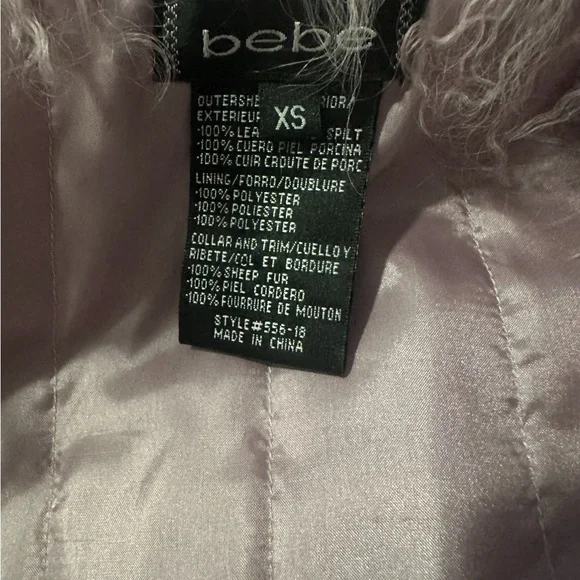 bebe
XS
OUTERSHE
EXTERIEUR
·100% LEA SPILT
·100% CUERO PIEL PORCINA
·100% CUIR CROUTE DE PORC
LINING/FORRO/DOUBLURE
·100% POLYESTER
·100% POLIESTER
·100% POLYESTER
COLLAR AND TRIM/CUELLO Y
RIBETE/COL ET BORDURE
·100% SHEEP FUR
·100% PIEL CORDERO
·100% FOURRURE DE MOUTON
STYLE#556-18
MADE IN CHINA